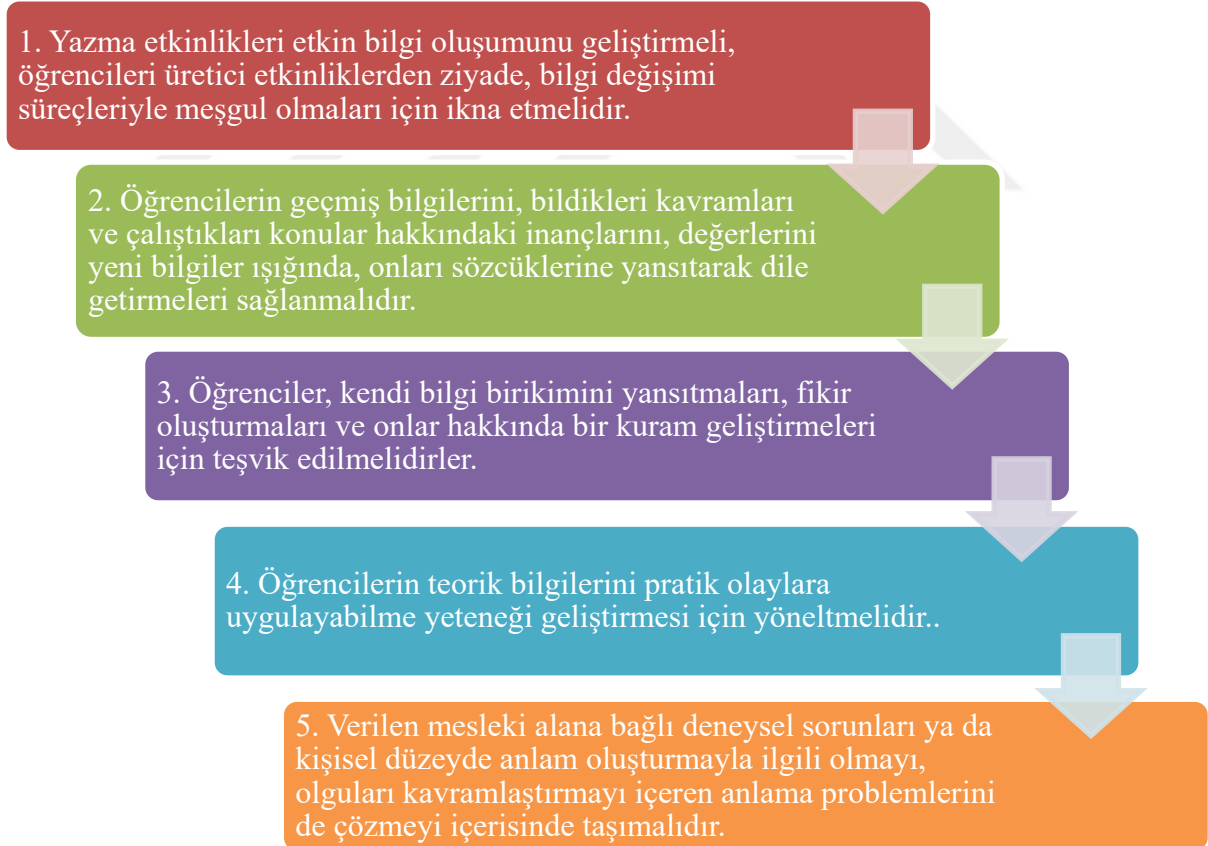 1. Yazma etkinlikleri etkin bilgi oluşumunu geliştirmeli,
öğrencileri üretici etkinliklerden ziyade, bilgi değişimi
süreçleriyle meşgul olmaları için ikna etmelidir.
2. Öğrencilerin geçmiş bilgilerini, bildikleri kavramları
ve çalıştıkları konular hakkındaki inançlarını, değerlerini
yeni bilgiler ışığında, onları sözcüklerine yansıtarak dile
getirmeleri sağlanmalıdır.
3. Öğrenciler, kendi bilgi birikimini yansıtmaları, fikir
oluşturmaları ve onlar hakkında bir kuram geliştirmeleri
için teşvik edilmelidirler.
4. Öğrencilerin teorik bilgilerini pratik olaylara
uygulayabilme yeteneği geliştirmesi için yöneltmelidir..
5. Verilen mesleki alana bağlı deneysel sorunları ya da
kişisel düzeyde anlam oluşturmayla ilgili olmayı,
olguları kavramlaştırmayı içeren anlama problemlerini
de çözmeyi içerisinde taşımalıdır.